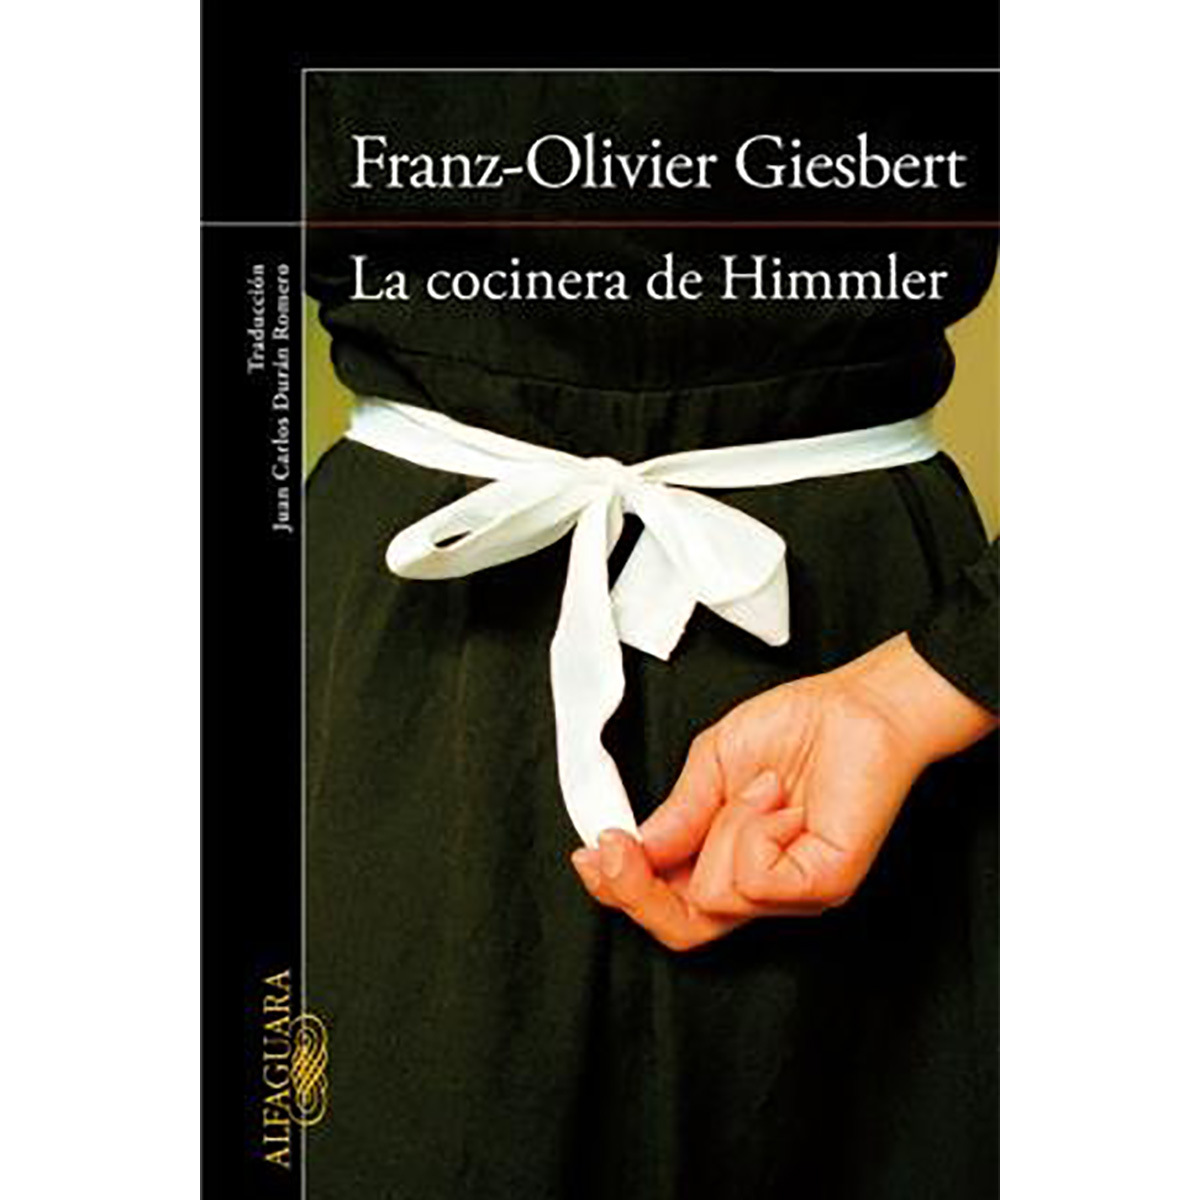 Franz-Olivier Giesbert
La cocinera de Himmler
Traducción
Juan Carlos Durán Romero
ALFAGUARA